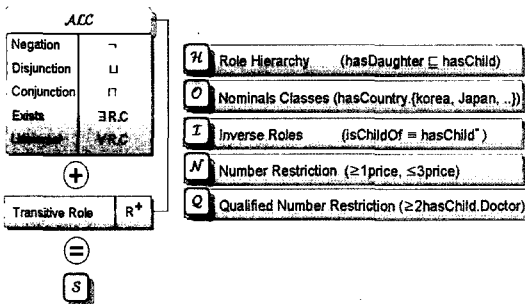 ALC
Negation ¬
Disjunction ⊔
Conjunction ⊓
Exists ∃R.C
∀R.C
+
Transitive Role R⁺
=
S
H Role Hierarchy (hasDaughter ⊑ hasChild)
O Nominals Classes (hasCountry.{korea, Japan, ..})
I Inverse Roles (isChildOf ≡ hasChild⁻)
N Number Restriction (≥1price, ≤3price)
Q Qualified Number Restriction (≥2hasChild.Doctor)